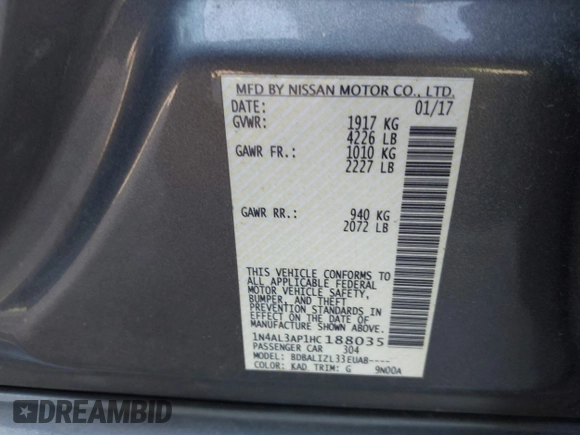 MFD BY NISSAN MOTOR CO., LTD.
DATE: 01/17
GVWR: 1917 KG
4226 LB
GAWR FR.: 1010 KG
2227 LB
GAWR RR.: 940 KG
2072 LB
THIS VEHICLE CONFORMS TO
ALL APPLICABLE FEDERAL
MOTOR VEHICLE SAFETY,
BUMPER, AND THEFT
PREVENTION STANDARDS IN
EFFECT ON THE DATE OF
MANUFACTURE SHOWN ABOVE.
1N4AL3AP1HC188035
PASSENGER CAR 304
MODEL: BDBALIZL33EUAB----
COLOR: KAD TRIM: G 9N00A
DREAMBID